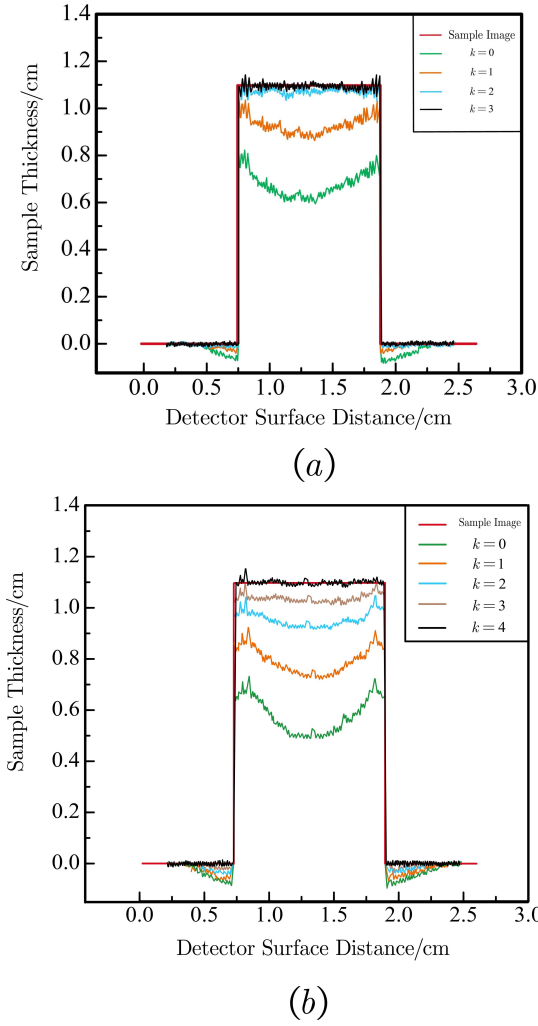 1.4
1.2
1.0
0.8
0.6
0.4
0.2
0.0
Sample Thickness/cm
Sample Image
k = 0
k = 1
k = 2
k = 3
0.0 0.5 1.0 1.5 2.0 2.5 3.0
Detector Surface Distance/cm
(a)
1.4
1.2
1.0
0.8
0.6
0.4
0.2
0.0
Sample Thickness/cm
Sample Image
k = 0
k = 1
k = 2
k = 3
k = 4
0.0 0.5 1.0 1.5 2.0 2.5 3.0
Detector Surface Distance/cm
(b)